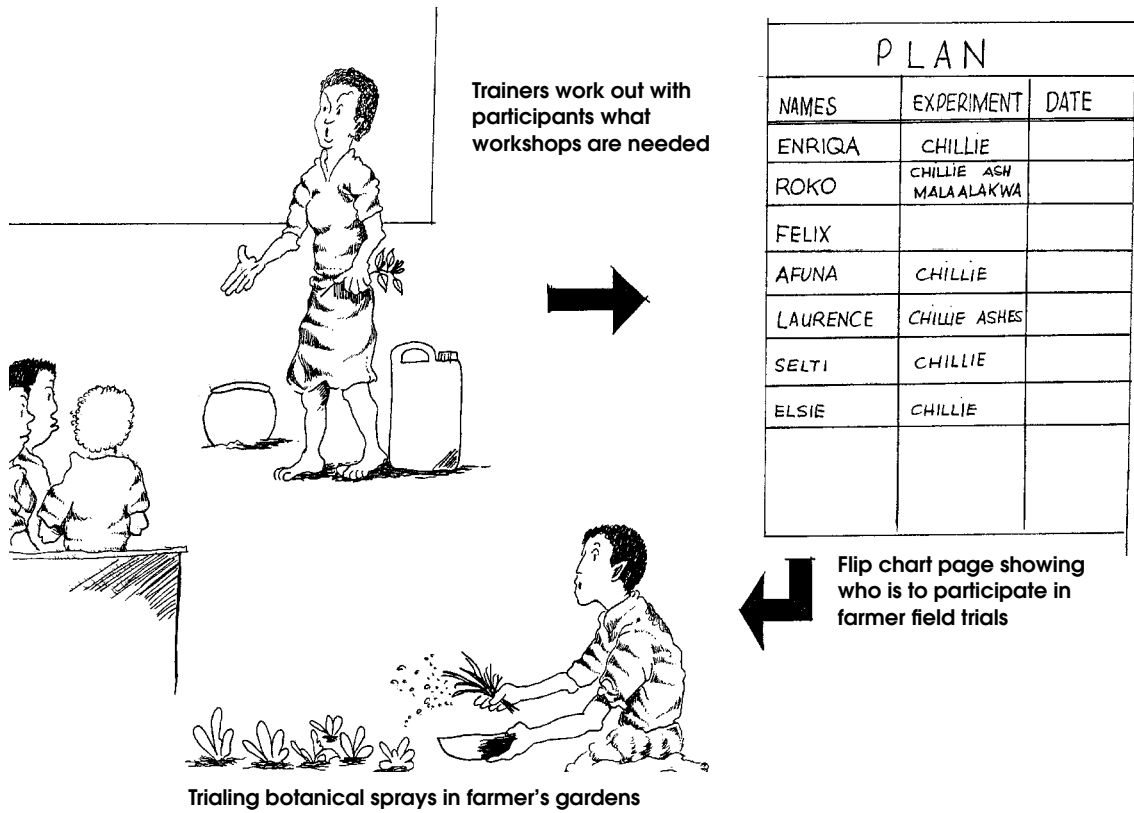 Trainers work out with
participants what
workshops are needed
PLAN
NAMES EXPERIMENT DATE
ENRIQA CHILLIE
ROKO CHILLIE ASH
MALAALAKWA
FELIX
AFUNA CHILLIE
LAURENCE CHILLIE ASHES
SELTI CHILLIE
ELSIE CHILLIE
Flip chart page showing
who is to participate in
farmer field trials
Trialing botanical sprays in farmer's gardens